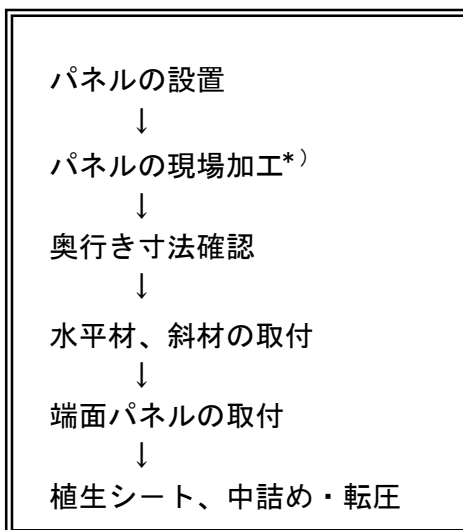 パネルの設置
↓
パネルの現場加工*)
↓
奥行き寸法確認
↓
水平材、斜材の取付
↓
端面パネルの取付
↓
植生シート、中詰め・転圧